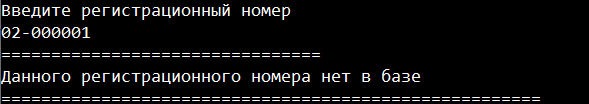 Введите регистрационный номер
02-000001
================================
Данного регистрационного номера нет в базе
======================================================